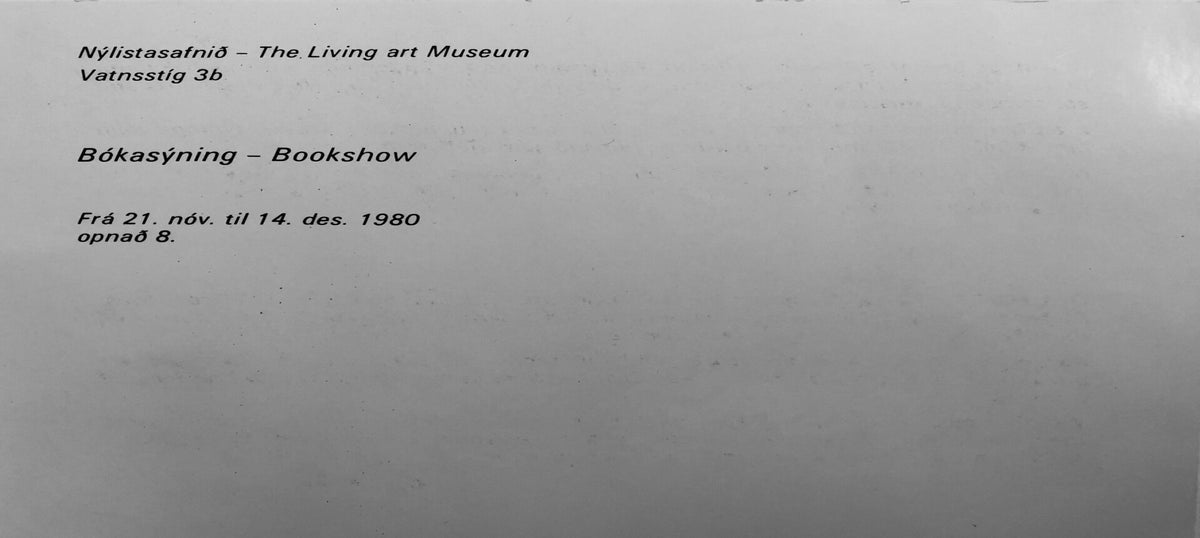 Nýlistasafnið – The Living art Museum
Vatnsstíg 3b
Bókasýning – Bookshow
Frá 21. nóv. til 14. des. 1980
opnað 8.